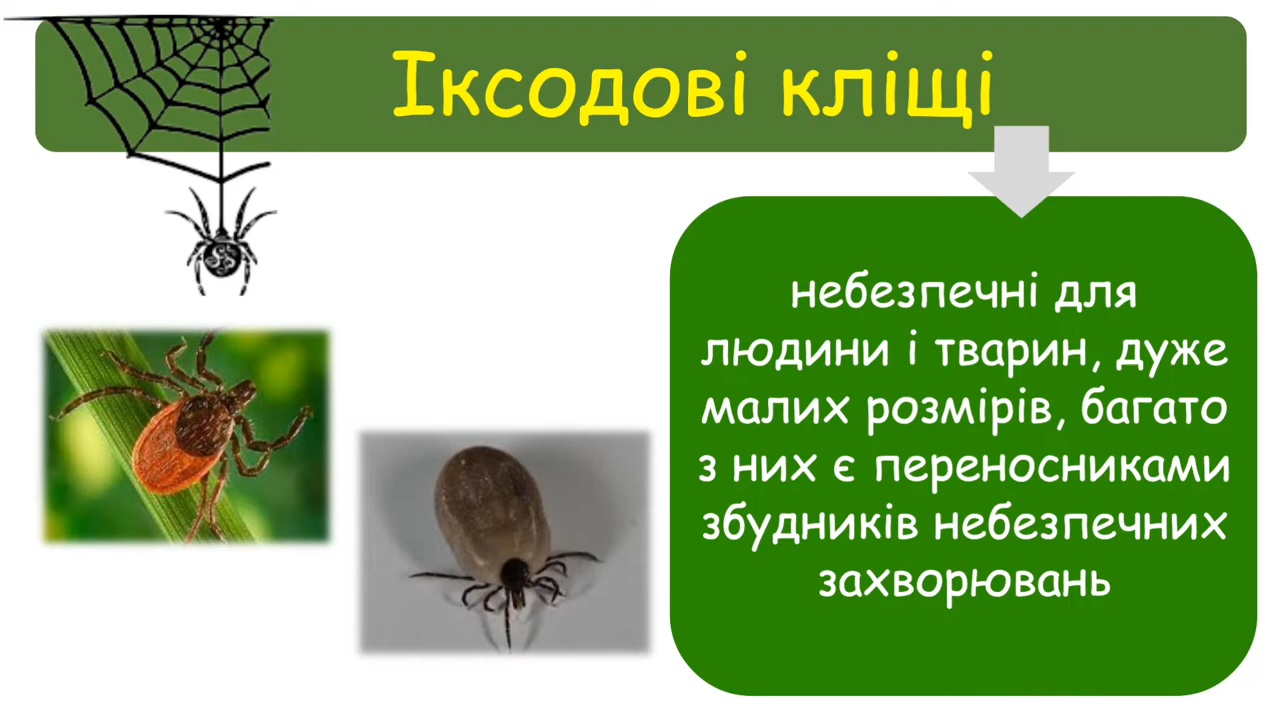 Іксодові кліщі
небезпечні для
людини і тварин, дуже
малих розмірів, багато
з них є переносниками
збудників небезпечних
захворювань